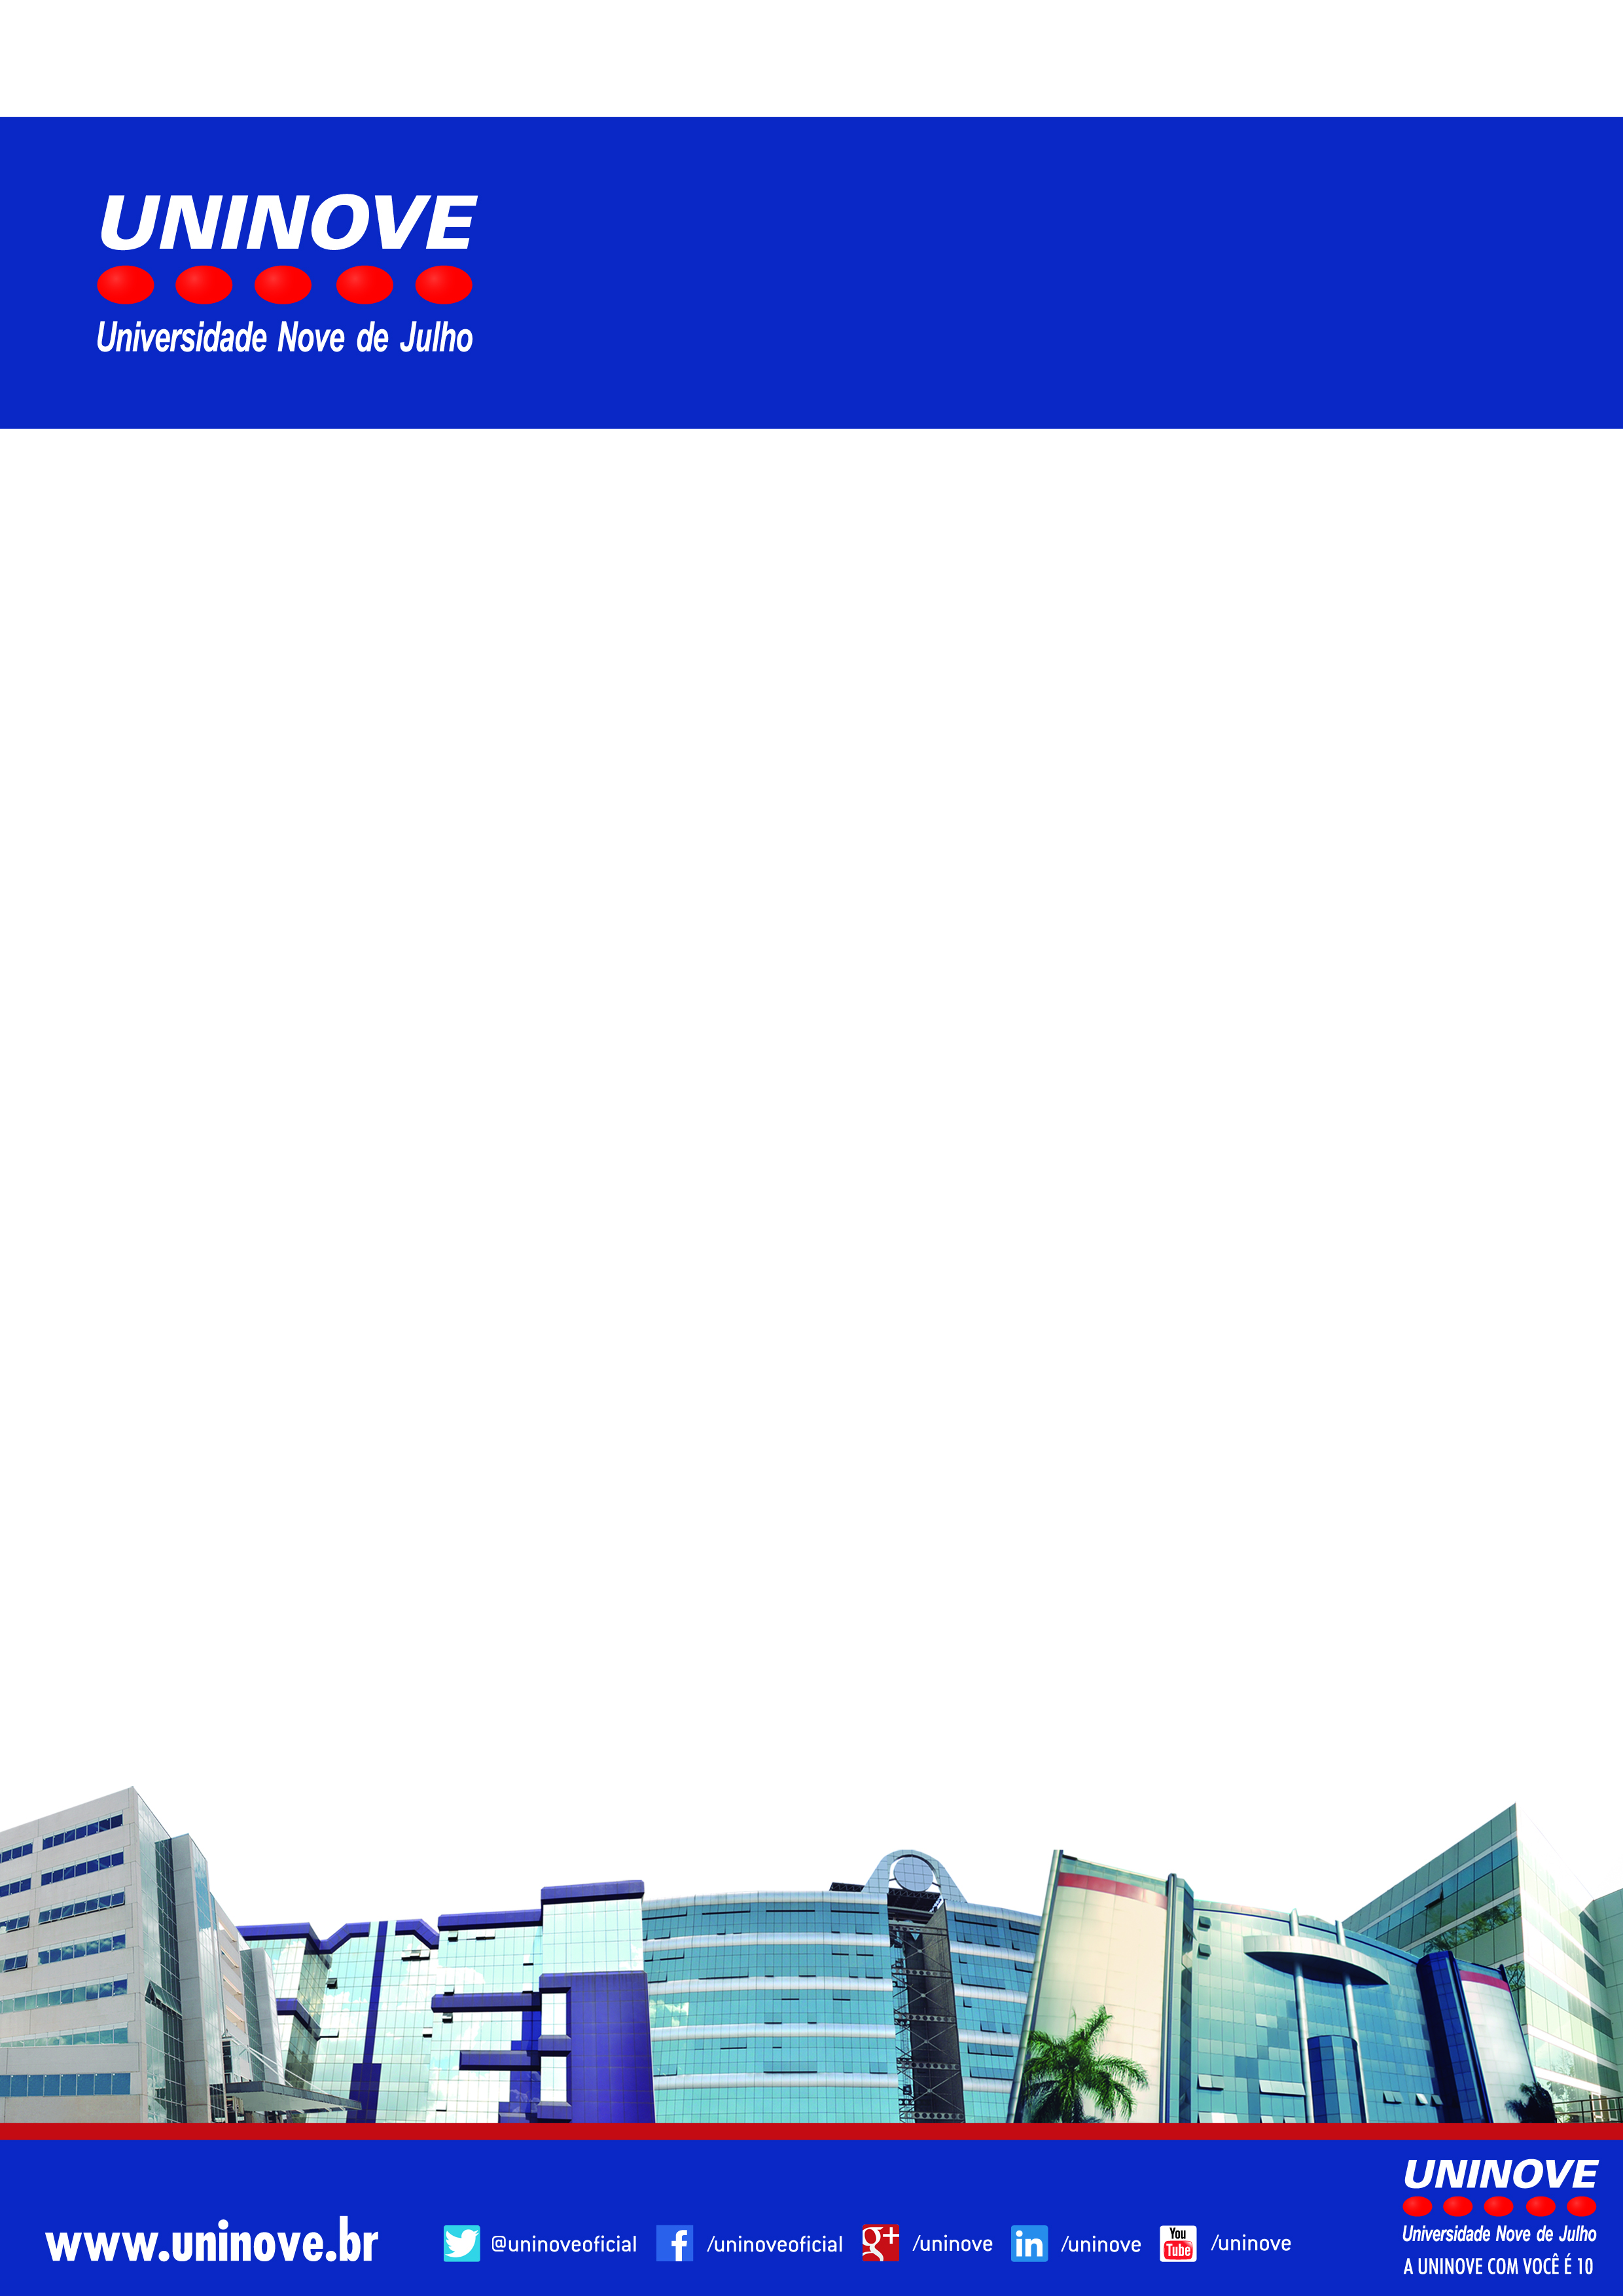 UNINOVE
Universidade Nove de Julho
UNINOVE
Universidade Nove de Julho
A UNINOVE COM VOCÊ É 10
www.uninove.br
@uninoveoficial
/uninoveoficial
g+ /uninove
in /uninove
You Tube /uninove